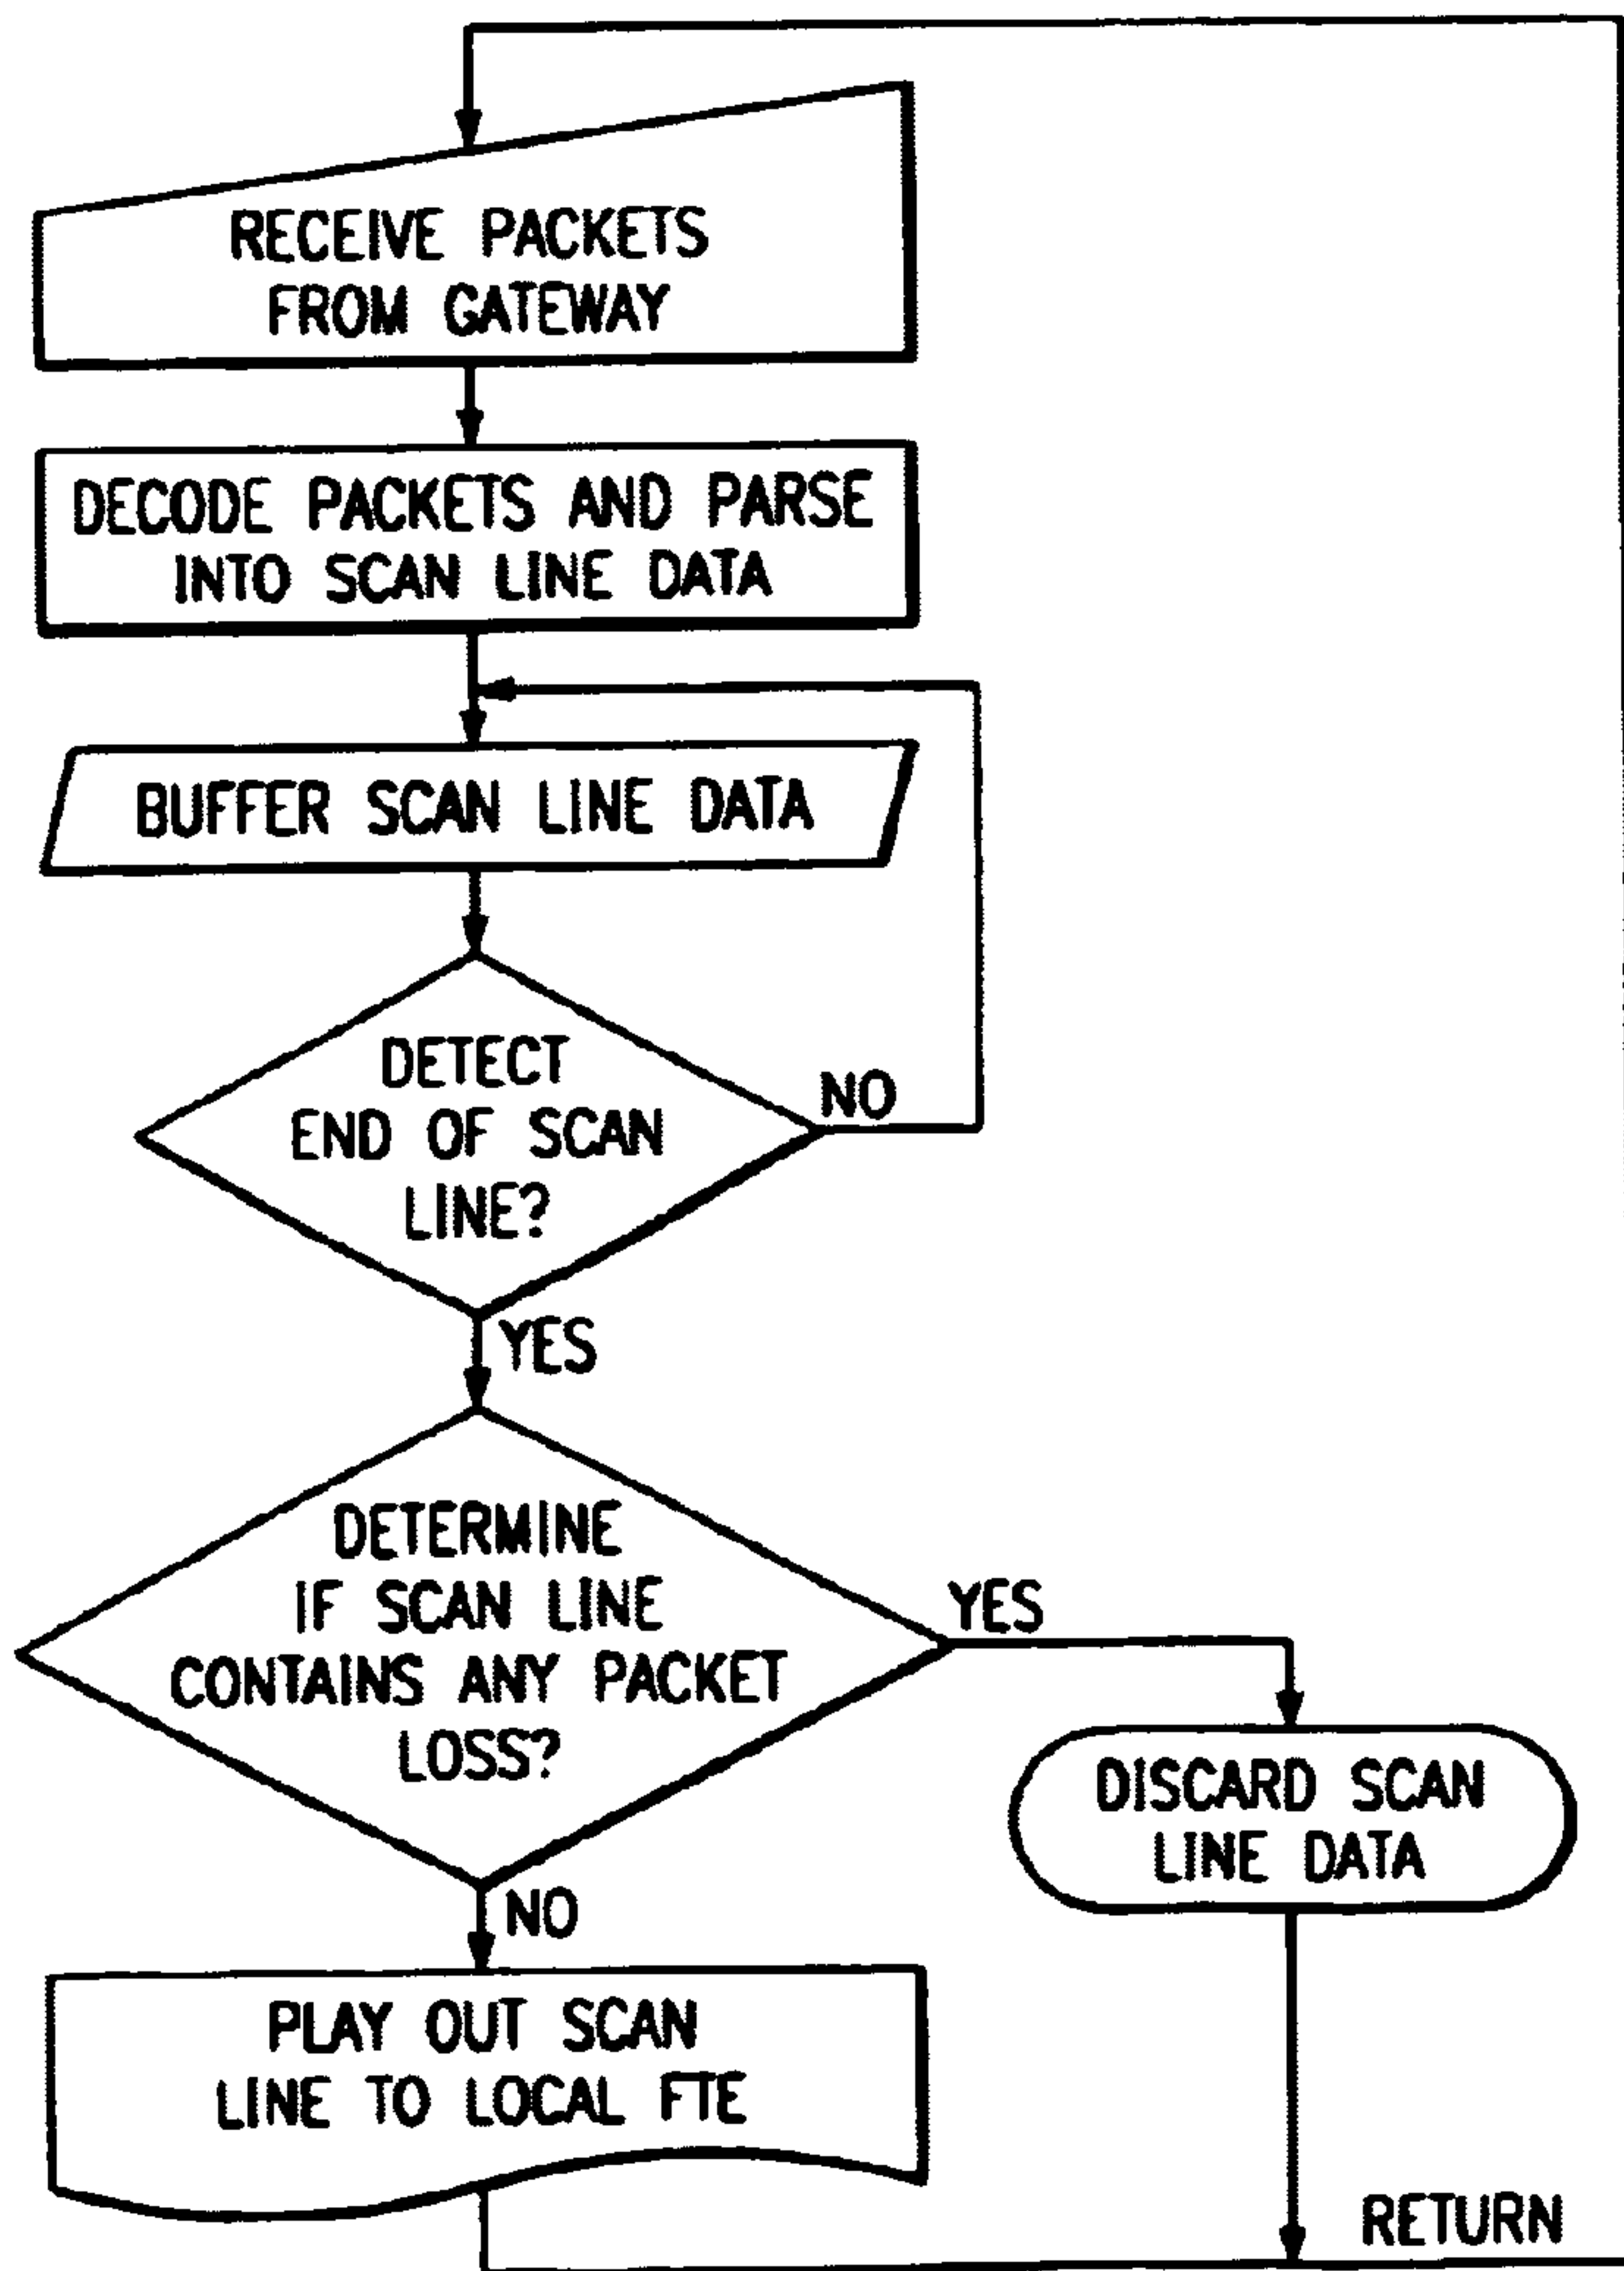 RECEIVE PACKETS
FROM GATEWAY
DECODE PACKETS AND PARSE
INTO SCAN LINE DATA
BUFFER SCAN LINE DATA
DETECT
END OF SCAN
LINE?
NO
YES
DETERMINE
IF SCAN LINE
CONTAINS ANY PACKET
LOSS?
YES
DISCARD SCAN
LINE DATA
NO
PLAY OUT SCAN
LINE TO LOCAL FTE
RETURN